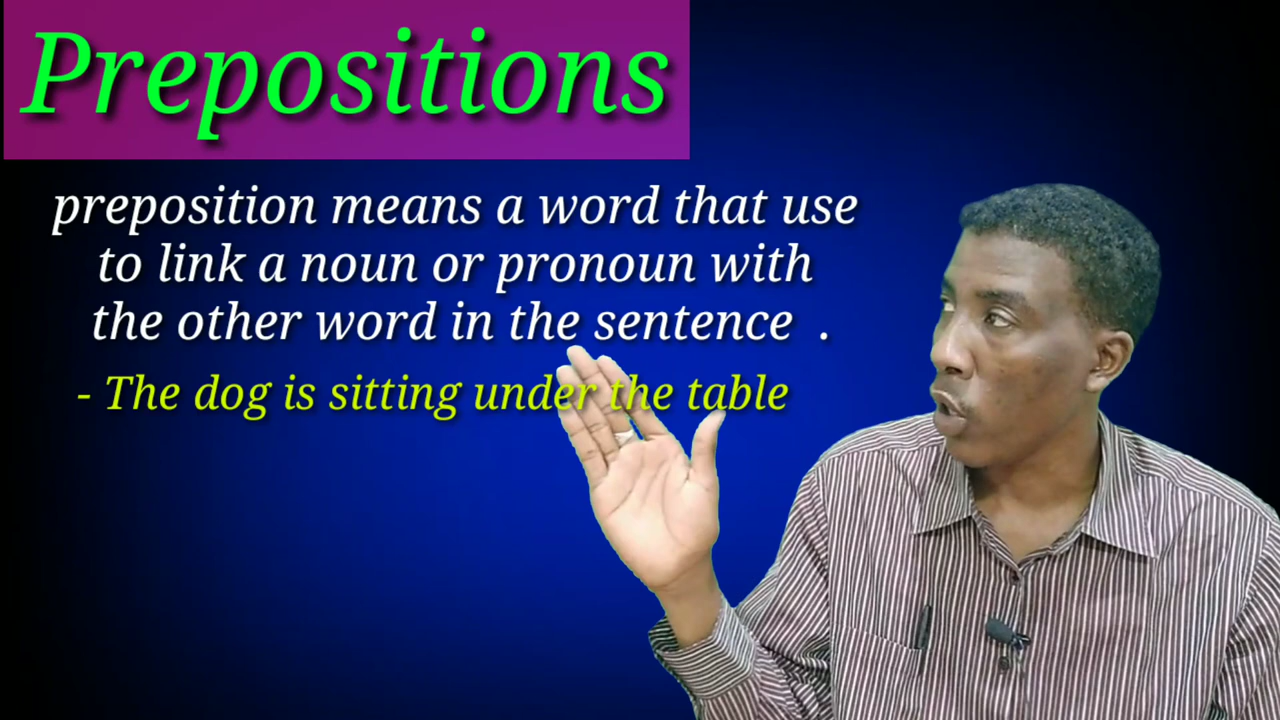 Prepositions
preposition means a word that use
to link a noun or pronoun with
the other word in the sentence .
- The dog is sitting under the table